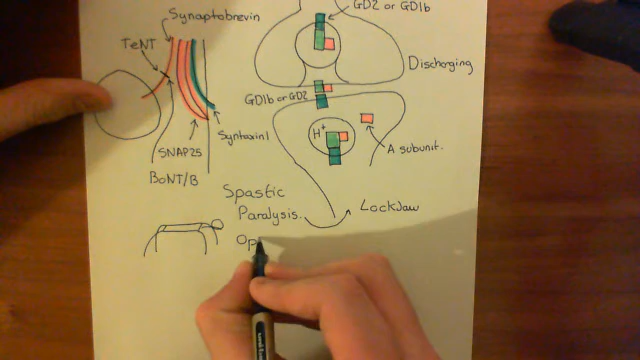 Synaptobrevin
TeNT
GD2 or GD1b
Discharging
GD1b or GD2
Syntaxin1
SNAP25
BoNT/B
H+
A subunit.
Spastic
Paralysis.
Lockjaw
Op